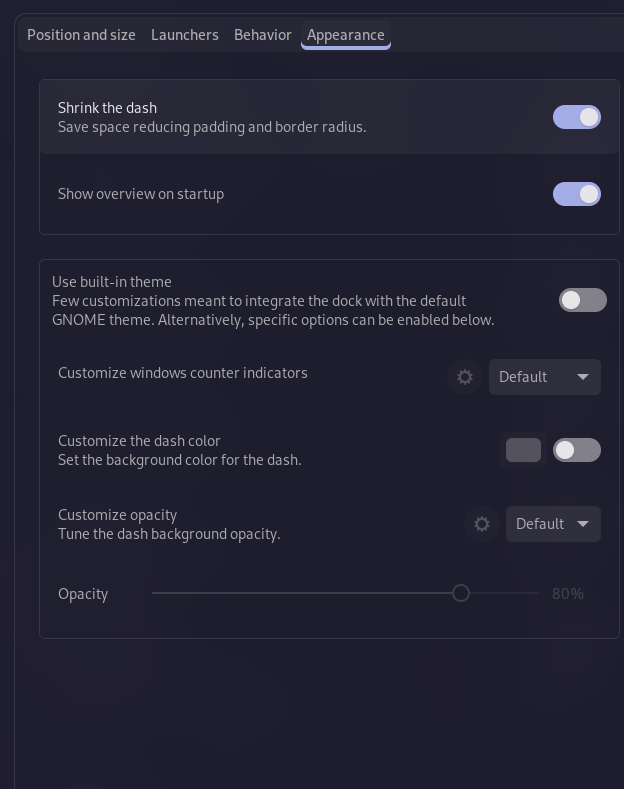 Position and size Launchers Behavior Appearance
Shrink the dash
Save space reducing padding and border radius.
Show overview on startup
Use built-in theme
Few customizations meant to integrate the dock with the default
GNOME theme. Alternatively, specific options can be enabled below.
Customize windows counter indicators Default
Customize the dash color
Set the background color for the dash.
Customize opacity
Tune the dash background opacity. Default
Opacity 80%